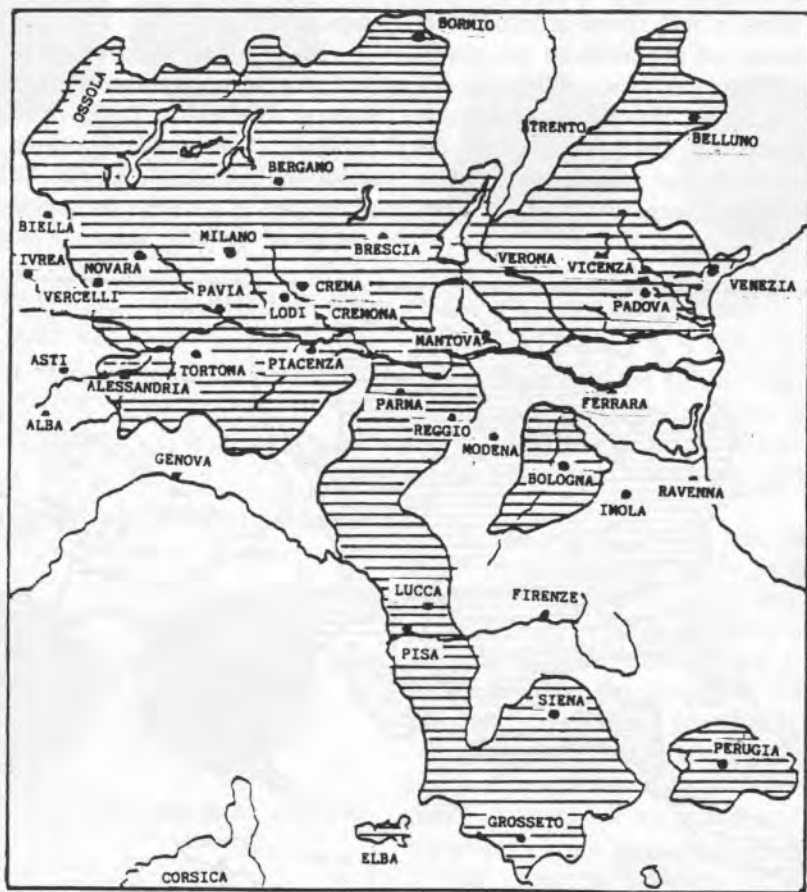 BORMIO
OSSOLA
TRENTO
BELLUNO
BERGAMO
BIELLA
MILANO
BRESCIA
IVREA
NOVARA
VERONA
VICENZA
VENEZIA
VERCELLI
PAVIA
CREMA
PADOVA
LODI
CREMONA
MANTOVA
ASTI
TORTONA
PIACENZA
ALESSANDRIA
PARMA
FERRARA
ALBA
REGGIO
MODENA
GENOVA
BOLOGNA
RAVENNA
IMOLA
LUCCA
FIRENZE
PISA
SIENA
PERUGIA
GROSSETO
ELBA
CORSICA